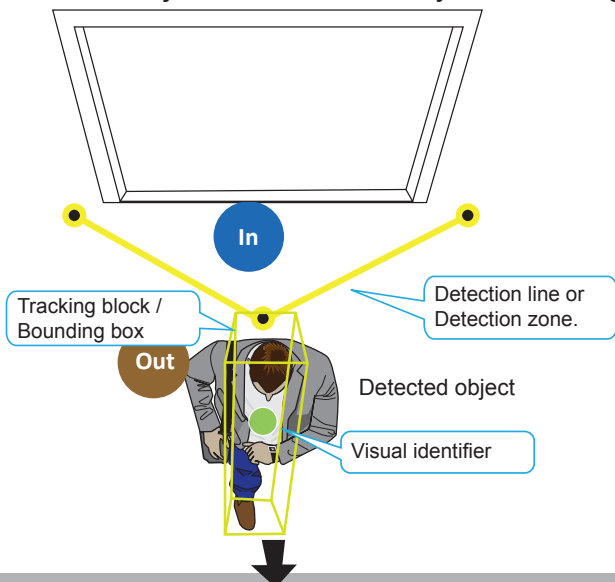 In
Tracking block /
Bounding box
Detection line or
Detection zone.
Out
Detected object
Visual identifier